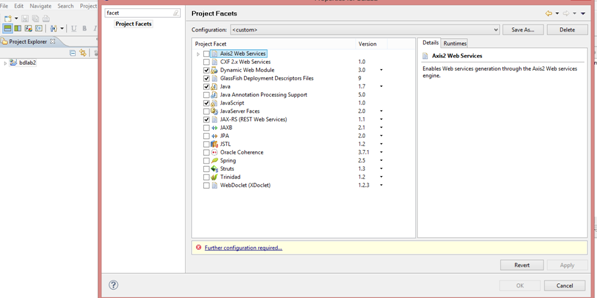 File Edit Navigate Search Project
Project Explorer
bdlab2
facet
Project Facets
Project Facets
Configuration: <custom>
Save As...
Delete
Project Facet Version
Axis2 Web Services
CXF 2.x Web Services 1.0
Dynamic Web Module 3.0
GlassFish Deployment Descriptors Files 9
Java 1.7
Java Annotation Processing Support 5.0
JavaScript 1.0
JavaServer Faces 2.0
JAX-RS (REST Web Services) 1.1
JAXB 2.1
JPA 2.0
JSTL 1.2
Oracle Coherence 3.7.1
Spring 2.5
Struts 1.3
Trinidad 1.2
WebDoclet (XDoclet) 1.2.3
Details Runtimes
Axis2 Web Services
Enables Web services generation through the Axis2 Web services
engine.
Further configuration required...
Revert
Apply
OK
Cancel